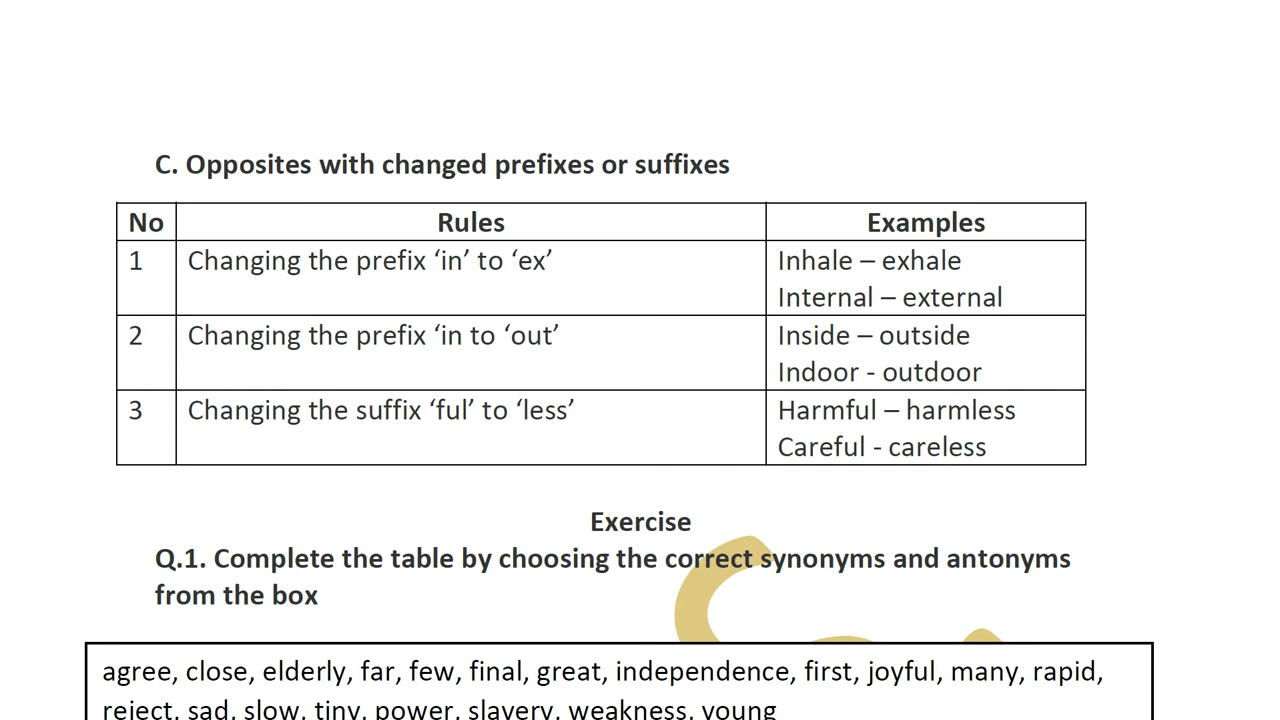 C. Opposites with changed prefixes or suffixes
No Rules Examples
1 Changing the prefix ‘in’ to ‘ex’ Inhale – exhale
Internal – external
2 Changing the prefix ‘in to ‘out’ Inside – outside
Indoor - outdoor
3 Changing the suffix ‘ful’ to ‘less’ Harmful – harmless
Careful - careless
Exercise
Q.1. Complete the table by choosing the correct synonyms and antonyms
from the box
agree, close, elderly, far, few, final, great, independence, first, joyful, many, rapid,
reject, sad, slow, tiny, power, slavery, weakness, young